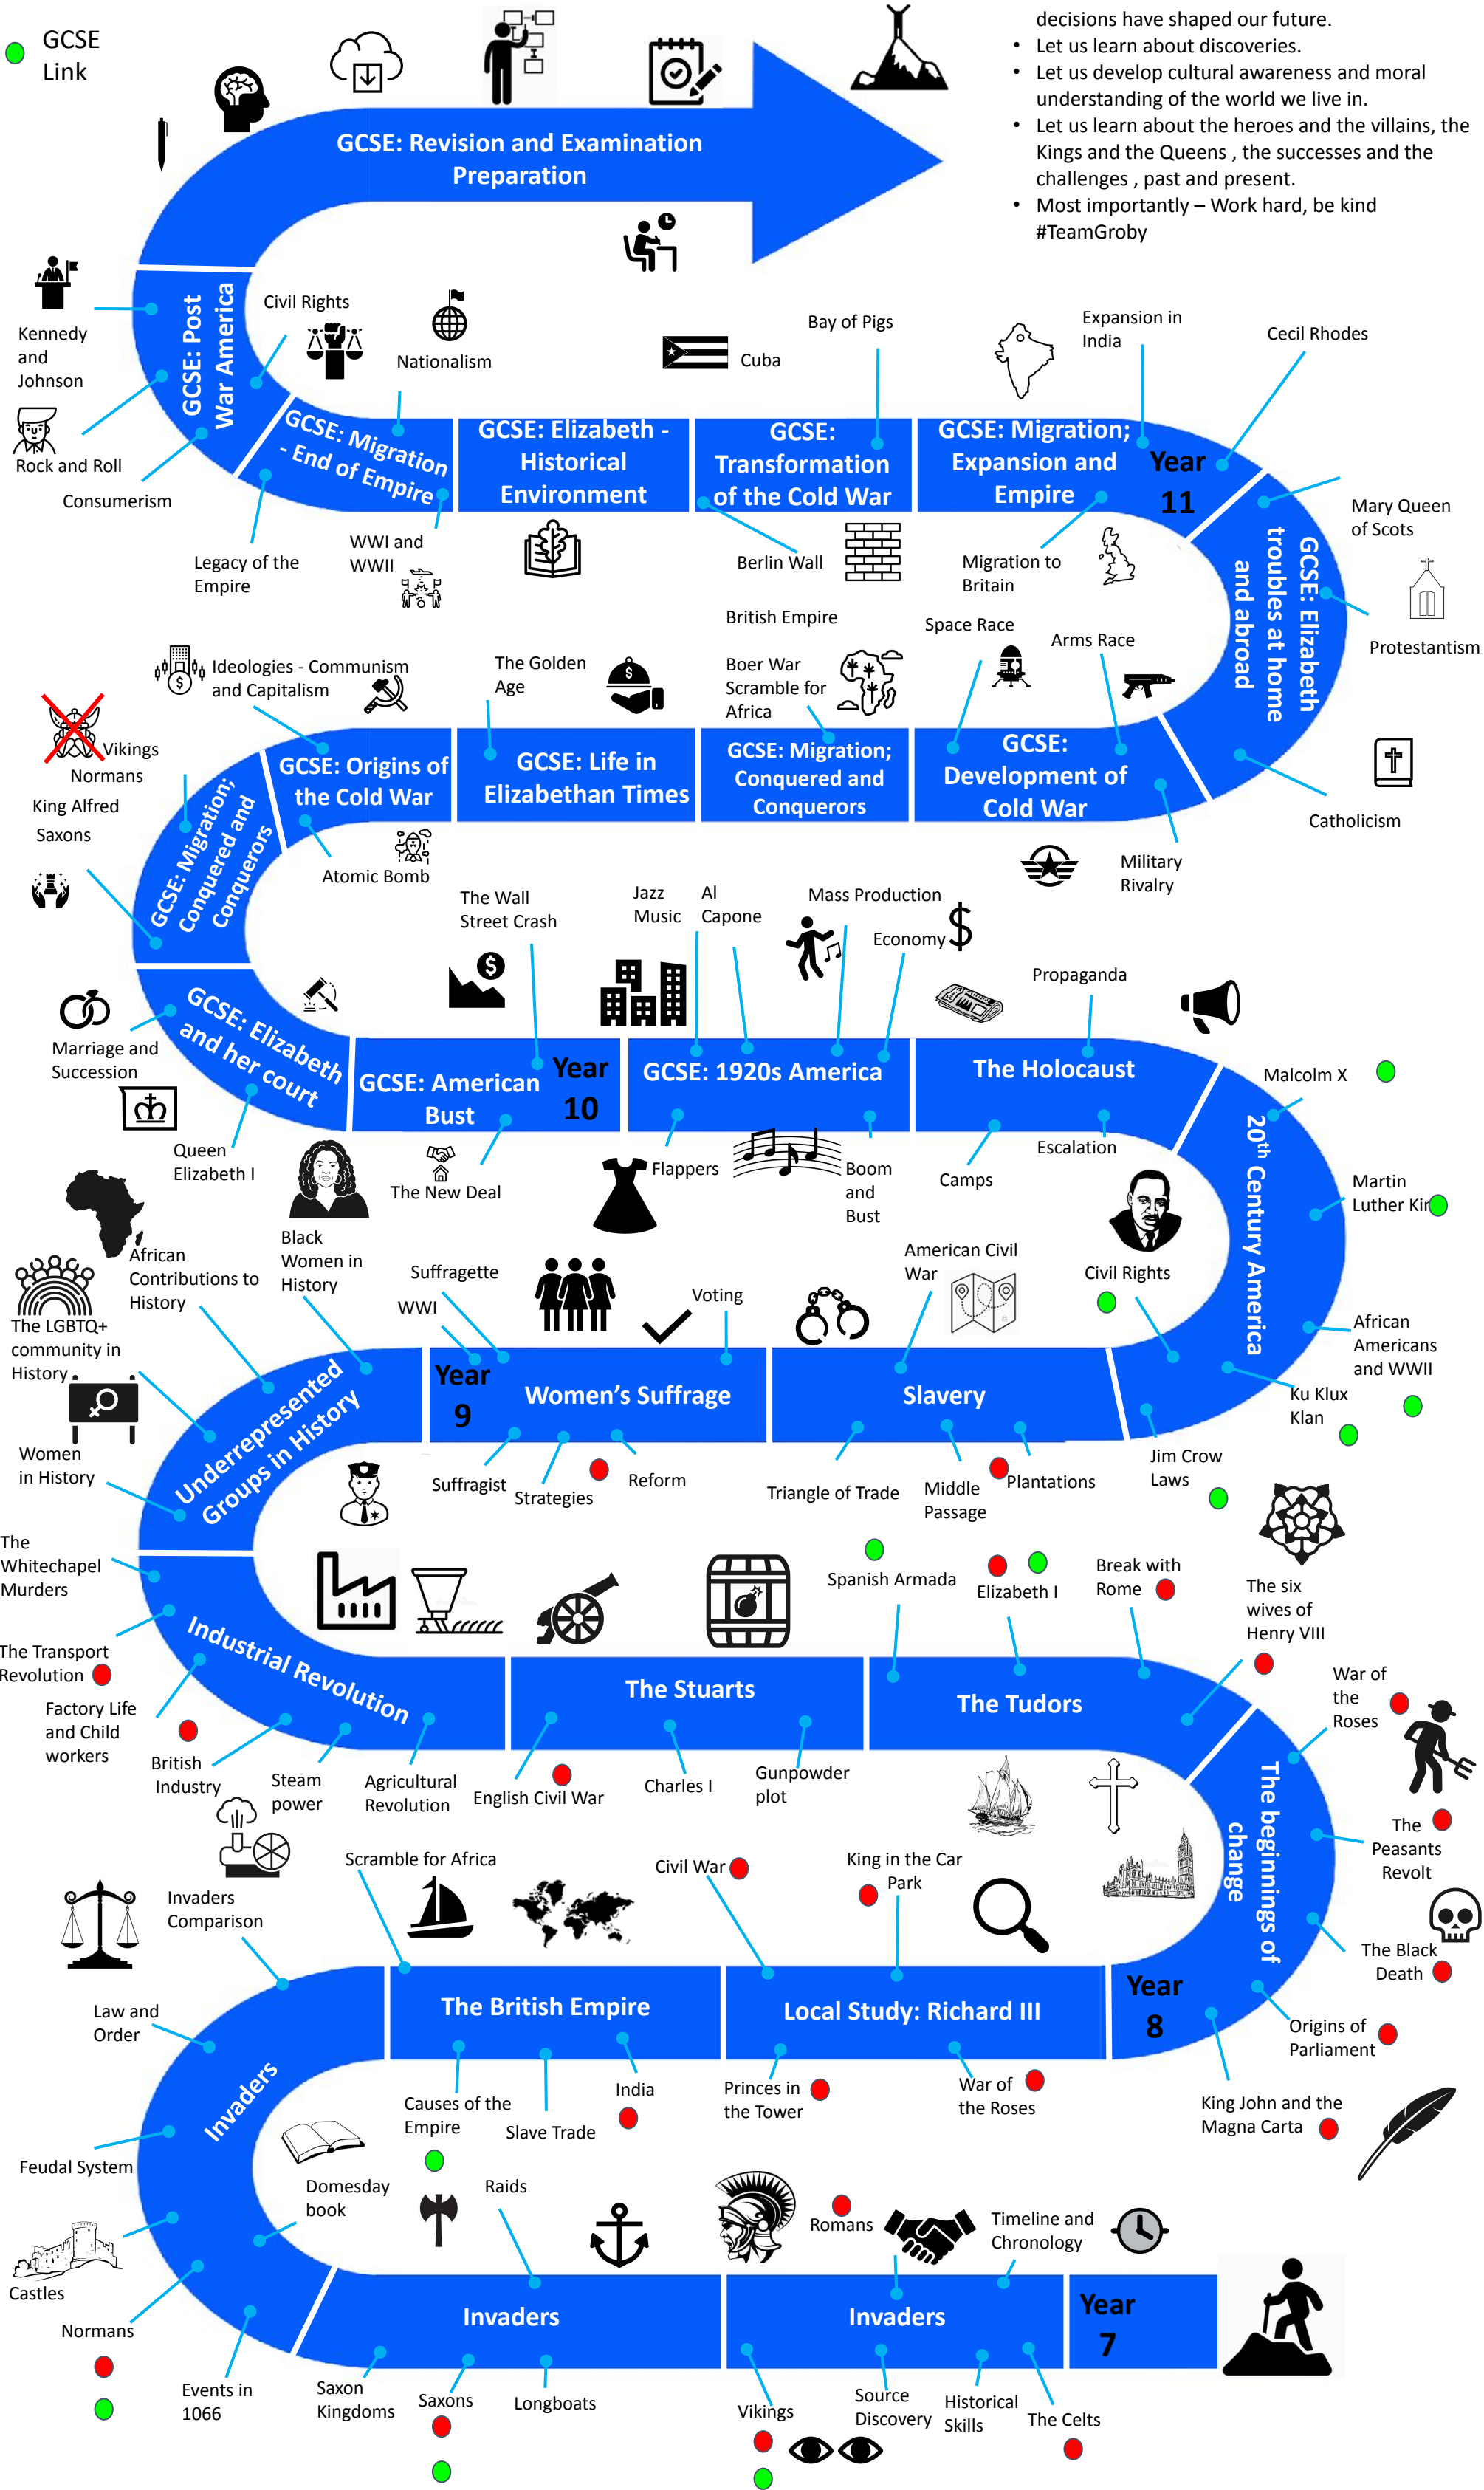 GCSE
Link
decisions have shaped our future.
• Let us learn about discoveries.
• Let us develop cultural awareness and moral
understanding of the world we live in.
• Let us learn about the heroes and the villains, the
Kings and the Queens , the successes and the
challenges , past and present.
• Most importantly – Work hard, be kind
#TeamGroby
GCSE: Revision and Examination
Preparation
Kennedy
and
Johnson
GCSE: Post
War America
Civil Rights
Rock and Roll
Consumerism
Nationalism
GCSE: Migration
- End of Empire
Legacy of the
Empire
WWI and
WWII
GCSE: Elizabeth -
Historical
Environment
Cuba
Bay of Pigs
GCSE:
Transformation
of the Cold War
Berlin Wall
Expansion in
India
Cecil Rhodes
GCSE: Migration;
Expansion and
Empire
Year
11
Migration to
Britain
Mary Queen
of Scots
GCSE: Elizabeth
troubles at home
and abroad
Protestantism
Catholicism
British Empire
Boer War
Scramble for
Africa
Space Race
Arms Race
Ideologies - Communism
and Capitalism
The Golden
Age
Vikings
Normans
King Alfred
Saxons
GCSE: Migration;
Conquered and
Conquerors
GCSE: Origins of
the Cold War
GCSE: Life in
Elizabethan Times
GCSE: Migration;
Conquered and
Conquerors
GCSE:
Development of
Cold War
Atomic Bomb
Military
Rivalry
The Wall
Street Crash
Jazz
Music
Al
Capone
Mass Production
Economy
Propaganda
Marriage and
Succession
GCSE: Elizabeth
and her court
Queen
Elizabeth I
GCSE: American
Bust
Year
10
GCSE: 1920s America
The Holocaust
The New Deal
Flappers
Boom
and
Bust
Camps
Escalation
Malcolm X
20th Century America
Martin
Luther Kin
African
Americans
and WWII
Ku Klux
Klan
Civil Rights
Jim Crow
Laws
African
Contributions to
History
Black
Women in
History
The LGBTQ+
community in
History
Women
in History
Underrepresented
Groups in History
Suffragette
WWI
Voting
American Civil
War
Year
9
Women's Suffrage
Slavery
Suffragist
Strategies
Reform
Triangle of Trade
Middle
Passage
Plantations
The
Whitechapel
Murders
The Transport
Revolution
Factory Life
and Child
workers
British
Industry
Steam
power
Agricultural
Revolution
Industrial Revolution
The Stuarts
English Civil War
Charles I
Gunpowder
plot
Spanish Armada
Elizabeth I
Break with
Rome
The six
wives of
Henry VIII
The Tudors
War of
the
Roses
The
Peasants
Revolt
The Black
Death
Origins of
Parliament
King John and the
Magna Carta
The beginnings of
change
Year
8
Invaders
Comparison
Scramble for Africa
Civil War
King in the Car
Park
Law and
Order
The British Empire
Local Study: Richard III
Causes of the
Empire
Slave Trade
India
Princes in
the Tower
War of
the Roses
Invaders
Feudal System
Domesday
book
Castles
Normans
Events in
1066
Raids
Romans
Timeline and
Chronology
Invaders
Invaders
Year
7
Saxon
Kingdoms
Saxons
Longboats
Vikings
Source
Discovery
Historical
Skills
The Celts